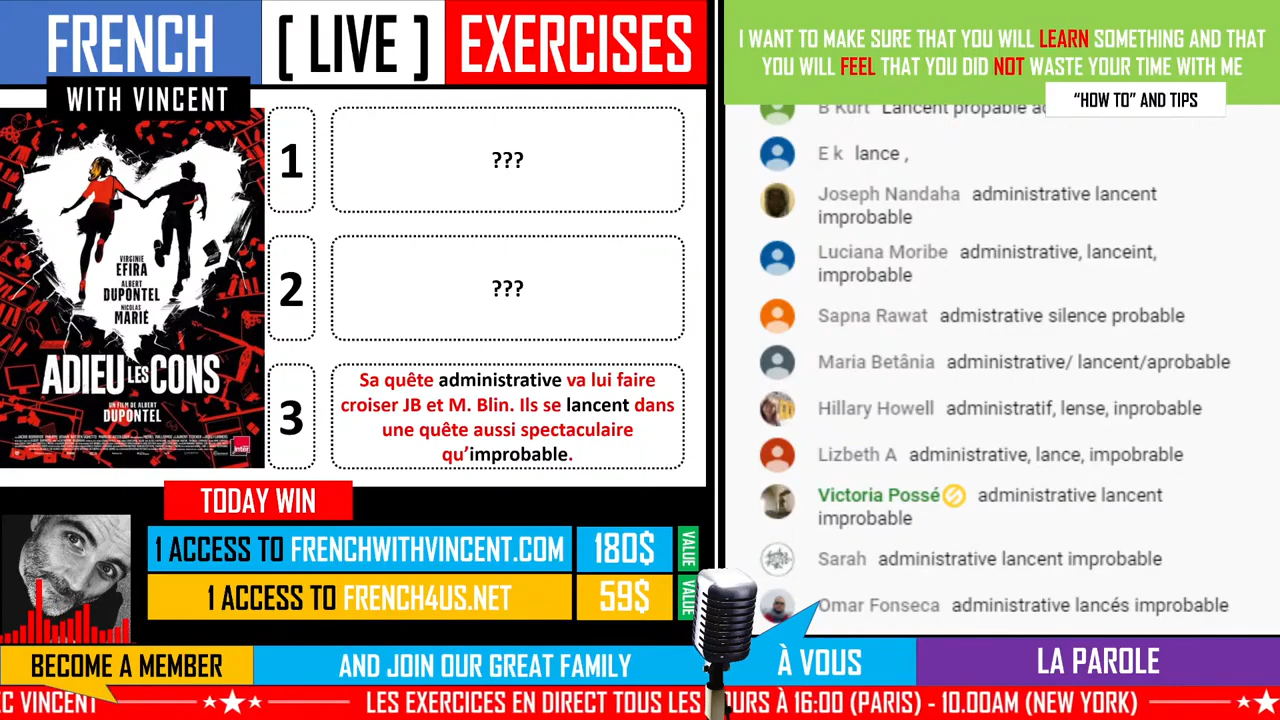 FRENCH
[ LIVE ]
EXERCISES
WITH VINCENT
VIRGINIE
EFIRA
ALBERT
DUPONTEL
NICOLAS
MARIÉ
ADIEU LES CONS
UN FILM DE ALBERT
DUPONTEL
inter
1
???
2
???
3
Sa quête administrative va lui faire
croiser JB et M. Blin. Ils se lancent dans
une quête aussi spectaculaire
qu’improbable.
TODAY WIN
1 ACCESS TO FRENCHWITHVINCENT.COM
180$
VALUE
1 ACCESS TO FRENCH4US.NET
59$
VALUE
I WANT TO MAKE SURE THAT YOU WILL LEARN SOMETHING AND THAT
YOU WILL FEEL THAT YOU DID NOT WASTE YOUR TIME WITH ME
“HOW TO” AND TIPS
B Kurt Lancent propable
E k lance ,
Joseph Nandaha administrative lancent
improbable
Luciana Moribe administrative, lanceint,
improbable
Sapna Rawat admistrative silence probable
Maria Betânia administrative/ lancent/aprobable
Hillary Howell administratif, lense, inprobable
Lizbeth A administrative, lance, impobrable
Victoria Possé administrative lancent
improbable
Sarah administrative lancent improbable
Omar Fonseca administrative lancés improbable
BECOME A MEMBER
AND JOIN OUR GREAT FAMILY
À VOUS
LA PAROLE
EC VINCENT
LES EXERCICES EN DIRECT TOUS LES OURS À 16:00 (PARIS) - 10.00AM (NEW YORK)